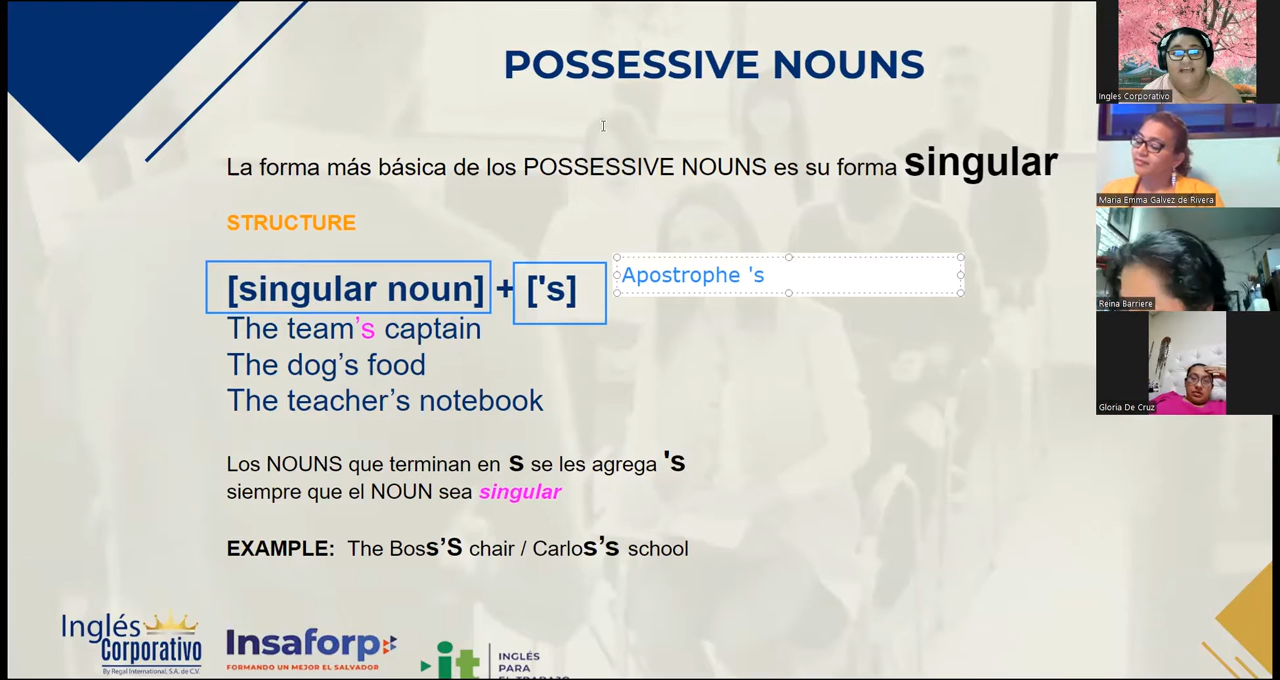 POSSESSIVE NOUNS
La forma más básica de los POSSESSIVE NOUNS es su forma singular
STRUCTURE
[singular noun] + ['s]
Apostrophe 's
The team's captain
The dog's food
The teacher's notebook
Los NOUNS que terminan en s se les agrega 's
siempre que el NOUN sea singular
EXAMPLE: The Boss'S chair / Carlos's school
Inglés
Corporativo
By Regal International, S.A. de C.V.
Insaforp
FORMANDO UN MEJOR EL SALVADOR
it
INGLÉS
PARA
EL TRABAJO
Ingles Corporativo
Maria Emma Galvez de Rivera
Reina Barriere
Gloria De Cruz